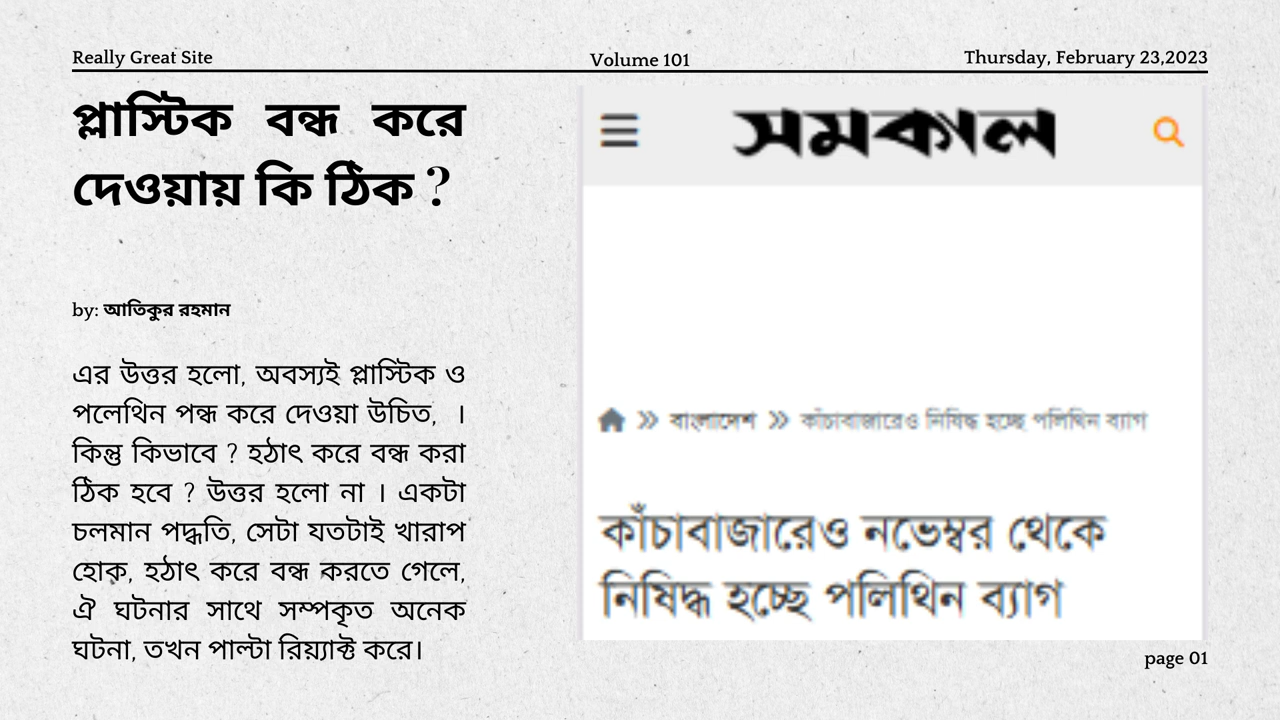 Really Great Site
Volume 101
Thursday, February 23,2023
প্লাস্টিক বন্ধ করে
দেওয়ায় কি ঠিক ?
by: আতিকুর রহমান
এর উত্তর হলো, অবস্যই প্লাস্টিক ও
পলেথিন পন্ধ করে দেওয়া উচিত, ।
কিন্তু কিভাবে ? হঠাৎ করে বন্ধ করা
ঠিক হবে ? উত্তর হলো না । একটা
চলমান পদ্ধতি, সেটা যতটাই খারাপ
হোক, হঠাৎ করে বন্ধ করতে গেলে,
ঐ ঘটনার সাথে সম্পকৃত অনেক
ঘটনা, তখন পাল্টা রিয়্যাক্ট করে।
সমকাল
বাংলাদেশ » কাঁচাবাজারেও নিষিদ্ধ হচ্ছে পলিথিন ব্যাগ
কাঁচাবাজারেও নভেম্বর থেকে
নিষিদ্ধ হচ্ছে পলিথিন ব্যাগ
page 01